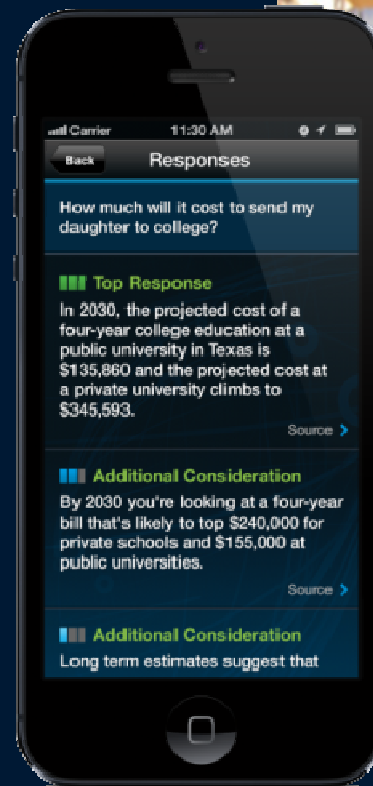 Carrier 11:30 AM
Back Responses
How much will it cost to send my
daughter to college?
Top Response
In 2030, the projected cost of a
four-year college education at a
public university in Texas is
$135,860 and the projected cost at
a private university climbs to
$345,593.
Source
Additional Consideration
By 2030 you're looking at a four-year
bill that's likely to top $240,000 for
private schools and $155,000 at
public universities.
Source
Additional Consideration
Long term estimates suggest that